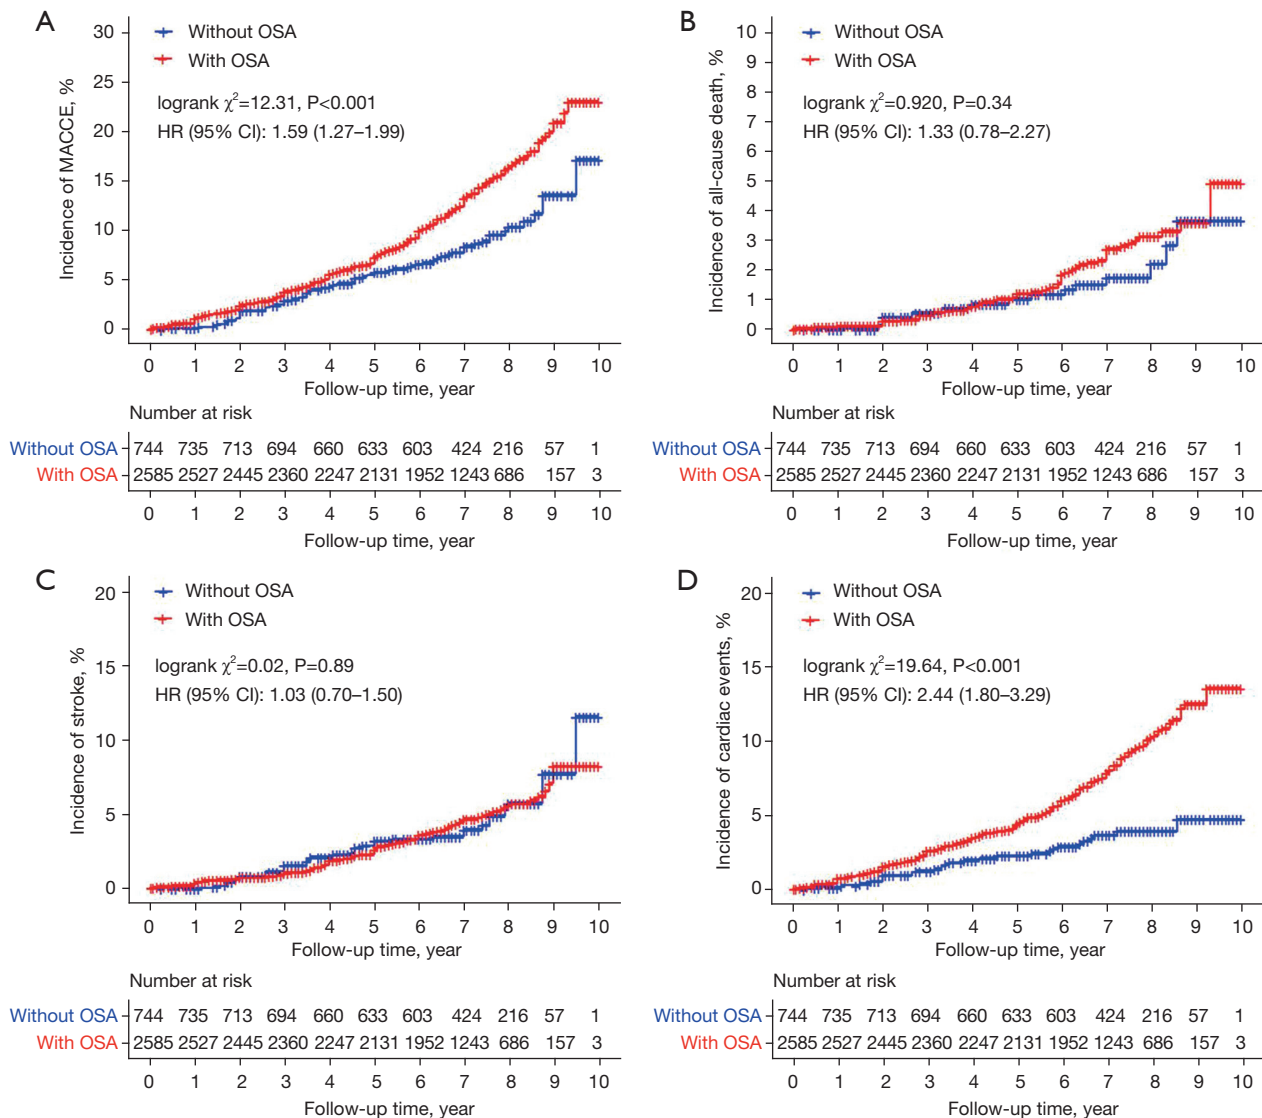 A
Incidence of MACCE, %
30
25
20
15
10
5
0
Without OSA
With OSA
logrank χ²=12.31, P<0.001
HR (95% CI): 1.59 (1.27–1.99)
0 1 2 3 4 5 6 7 8 9 10
Follow-up time, year
Number at risk
Without OSA 744 735 713 694 660 633 603 424 216 57 1
With OSA 2585 2527 2445 2360 2247 2131 1952 1243 686 157 3
0 1 2 3 4 5 6 7 8 9 10
Follow-up time, year
B
Incidence of all-cause death, %
10
9
8
7
6
5
4
3
2
1
0
Without OSA
With OSA
logrank χ²=0.920, P=0.34
HR (95% CI): 1.33 (0.78–2.27)
0 1 2 3 4 5 6 7 8 9 10
Follow-up time, year
Number at risk
Without OSA 744 735 713 694 660 633 603 424 216 57 1
With OSA 2585 2527 2445 2360 2247 2131 1952 1243 686 157 3
0 1 2 3 4 5 6 7 8 9 10
Follow-up time, year
C
Incidence of stroke, %
20
15
10
5
0
Without OSA
With OSA
logrank χ²=0.02, P=0.89
HR (95% CI): 1.03 (0.70–1.50)
0 1 2 3 4 5 6 7 8 9 10
Follow-up time, year
Number at risk
Without OSA 744 735 713 694 660 633 603 424 216 57 1
With OSA 2585 2527 2445 2360 2247 2131 1952 1243 686 157 3
0 1 2 3 4 5 6 7 8 9 10
Follow-up time, year
D
Incidence of cardiac events, %
20
15
10
5
0
Without OSA
With OSA
logrank χ²=19.64, P<0.001
HR (95% CI): 2.44 (1.80–3.29)
0 1 2 3 4 5 6 7 8 9 10
Follow-up time, year
Number at risk
Without OSA 744 735 713 694 660 633 603 424 216 57 1
With OSA 2585 2527 2445 2360 2247 2131 1952 1243 686 157 3
0 1 2 3 4 5 6 7 8 9 10
Follow-up time, year